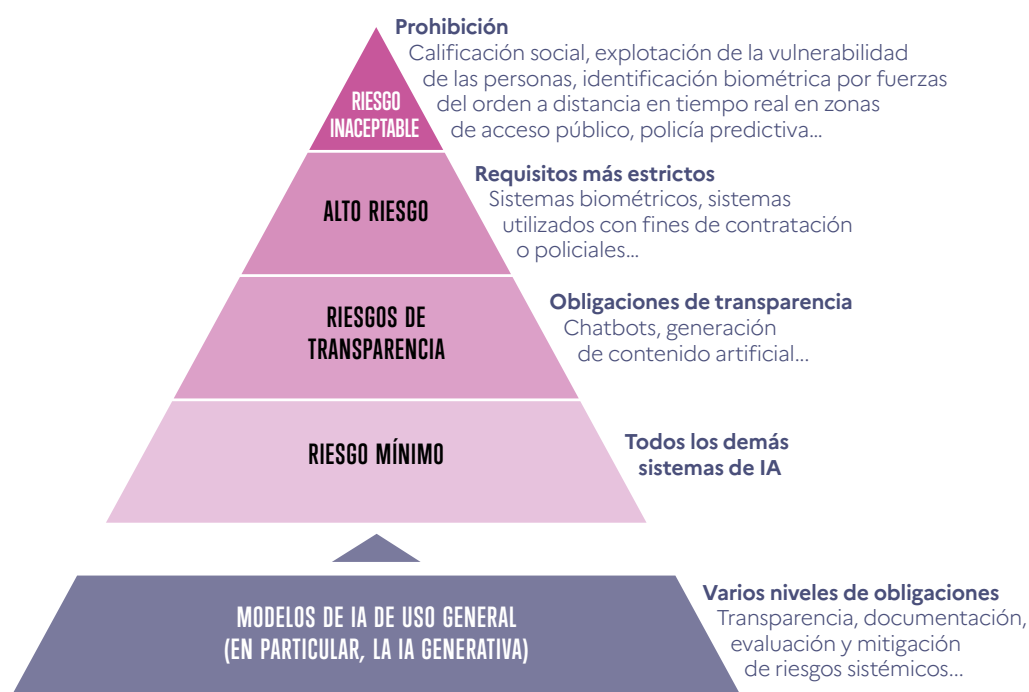 Prohibición
Calificación social, explotación de la vulnerabilidad
de las personas, identificación biométrica por fuerzas
del orden a distancia en tiempo real en zonas
de acceso público, policía predictiva...
RIESGO
INACEPTABLE
Requisitos más estrictos
Sistemas biométricos, sistemas
utilizados con fines de contratación
o policiales...
ALTO RIESGO
Obligaciones de transparencia
Chatbots, generación
de contenido artificial...
RIESGOS DE
TRANSPARENCIA
Todos los demás
sistemas de IA
RIESGO MÍNIMO
MODELOS DE IA DE USO GENERAL
(EN PARTICULAR, LA IA GENERATIVA)
Varios niveles de obligaciones
Transparencia, documentación,
evaluación y mitigación
de riesgos sistémicos...